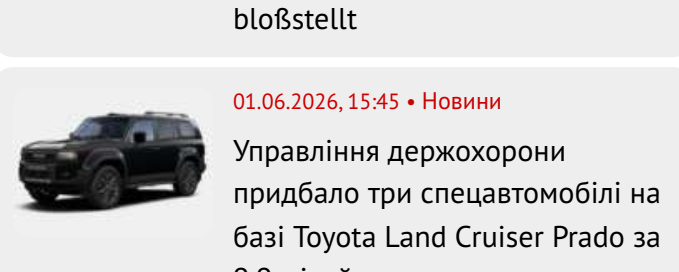 bloßstellt
01.06.2026, 15:45 • Новини
Управління держохорони
придбало три спецавтомобілі на
базі Toyota Land Cruiser Prado за